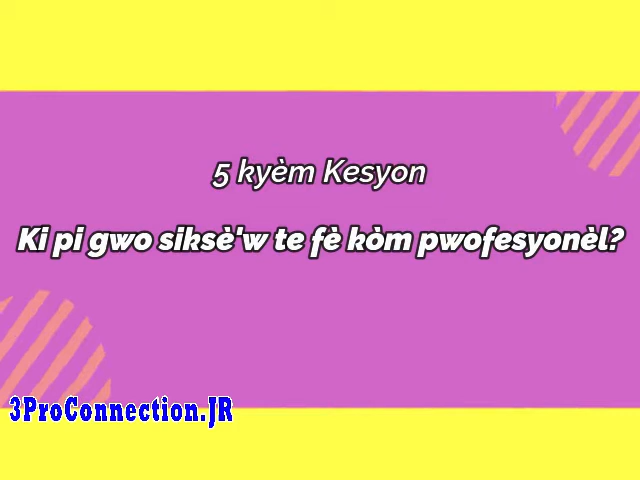 5 kyèm Kesyon
Ki pi gwo siksè'w te fè kòm pwofesyonèl?
3ProConnection.JR